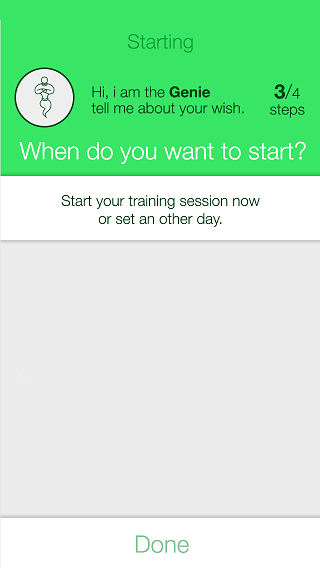 Starting
Hi, i am the Genie
tell me about your wish.
3/4
steps
When do you want to start?
Start your training session now
or set an other day.
Done